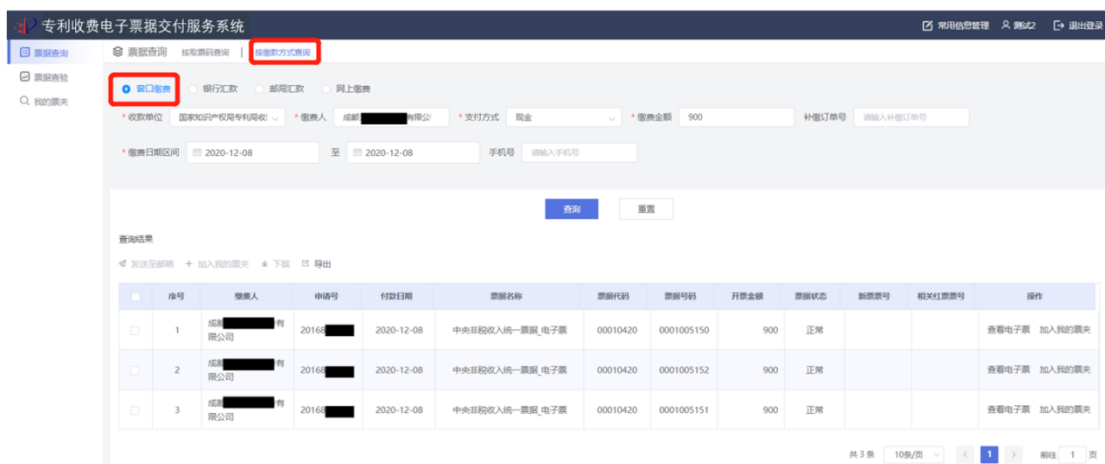 专利收费电子票据交付服务系统 常用信息管理 测试2 退出登录
票据查询 票据查询 按取票码查询 | 按缴款方式查询
票据查验
我的票夹
窗口缴费 银行汇款 邮局汇款 网上缴费
* 收款单位 国家知识产权局专利局收 * 缴费人 成都 有限公 * 支付方式 现金 * 缴费金额 900 补缴订单号 请输入补缴订单号
* 缴费日期区间 2020-12-08 至 2020-12-08 手机号 请输入手机号
查询 重置
查询结果
发送至邮箱 + 加入我的票夹 下载 导出
序号 缴费人 申请号 付款日期 票据名称 票据代码 票据号码 开票金额 票据状态 新票票号 相关红票票号 操作
1 成都 有限公司 20168 2020-12-08 中央非税收入统一票据_电子票 00010420 0001005150 900 正常 查看电子票 加入我的票夹
2 成都 有限公司 20168 2020-12-08 中央非税收入统一票据_电子票 00010420 0001005152 900 正常 查看电子票 加入我的票夹
3 成都 有限公司 20168 2020-12-08 中央非税收入统一票据_电子票 00010420 0001005151 900 正常 查看电子票 加入我的票夹
共 3 条 10条/页 < 1 > 前往 1 页